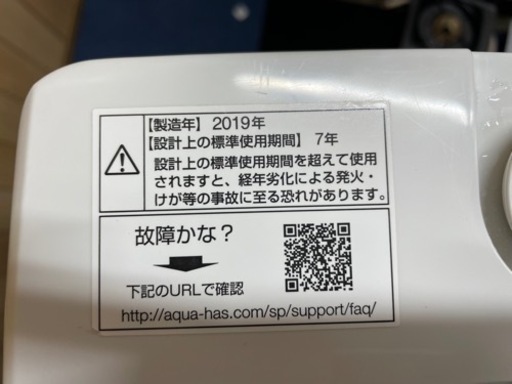 【製造年】 2019年
【設計上の標準使用期間】 7年
設計上の標準使用期間を超えて使用
されますと、経年劣化による発火・
けが等の事故に至る恐れがあります。
故障かな？
下記のURLで確認
http://aqua-has.com/sp/support/faq/